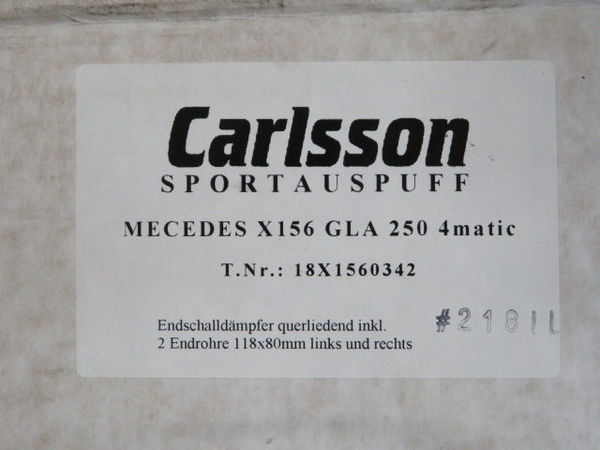 Carlsson
SPORTAUSPUFF
MECEDES X156 GLA 250 4matic
T.Nr.: 18X1560342
Endschalldämpfer querliedend inkl.
2 Endrohre 118x80mm links und rechts
#2181L